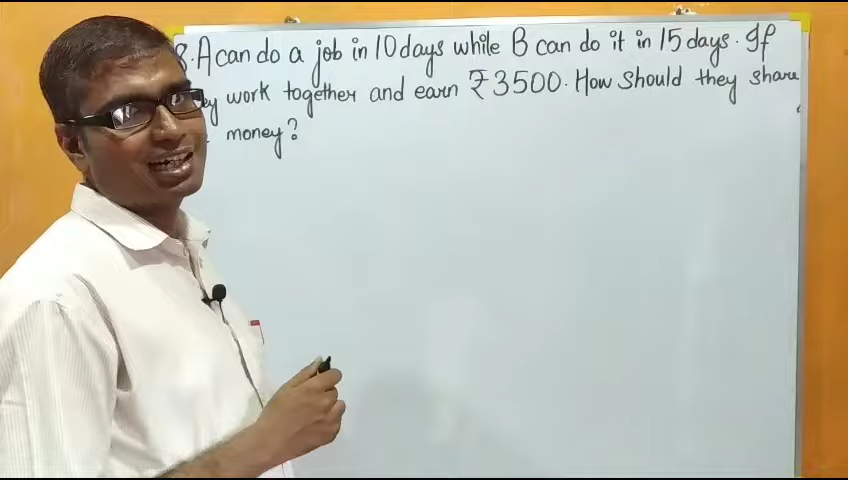 8. A can do a job in 10 days while B can do it in 15 days. If
work together and earn ₹3500. How should they share
money?